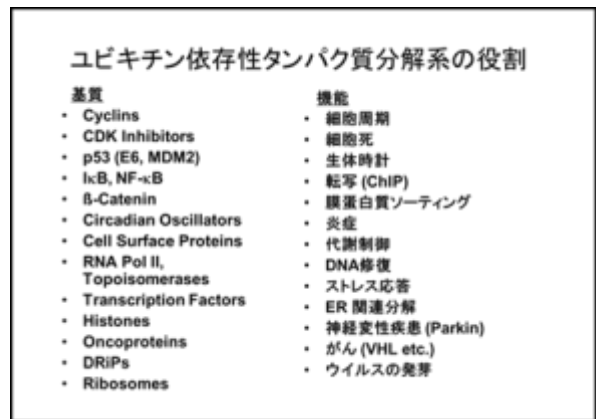 ユビキチン依存性タンパク質分解系の役割
基質
• Cyclins
• CDK Inhibitors
• p53 (E6, MDM2)
• IκB, NF-κB
• ß-Catenin
• Circadian Oscillators
• Cell Surface Proteins
• RNA Pol II,
Topoisomerases
• Transcription Factors
• Histones
• Oncoproteins
• DRiPs
• Ribosomes
機能
• 細胞周期
• 細胞死
• 生体時計
• 転写 (ChIP)
• 膜蛋白質ソーティング
• 炎症
• 代謝制御
• DNA修復
• ストレス応答
• ER 関連分解
• 神経変性疾患 (Parkin)
• がん (VHL etc.)
• ウイルスの発芽